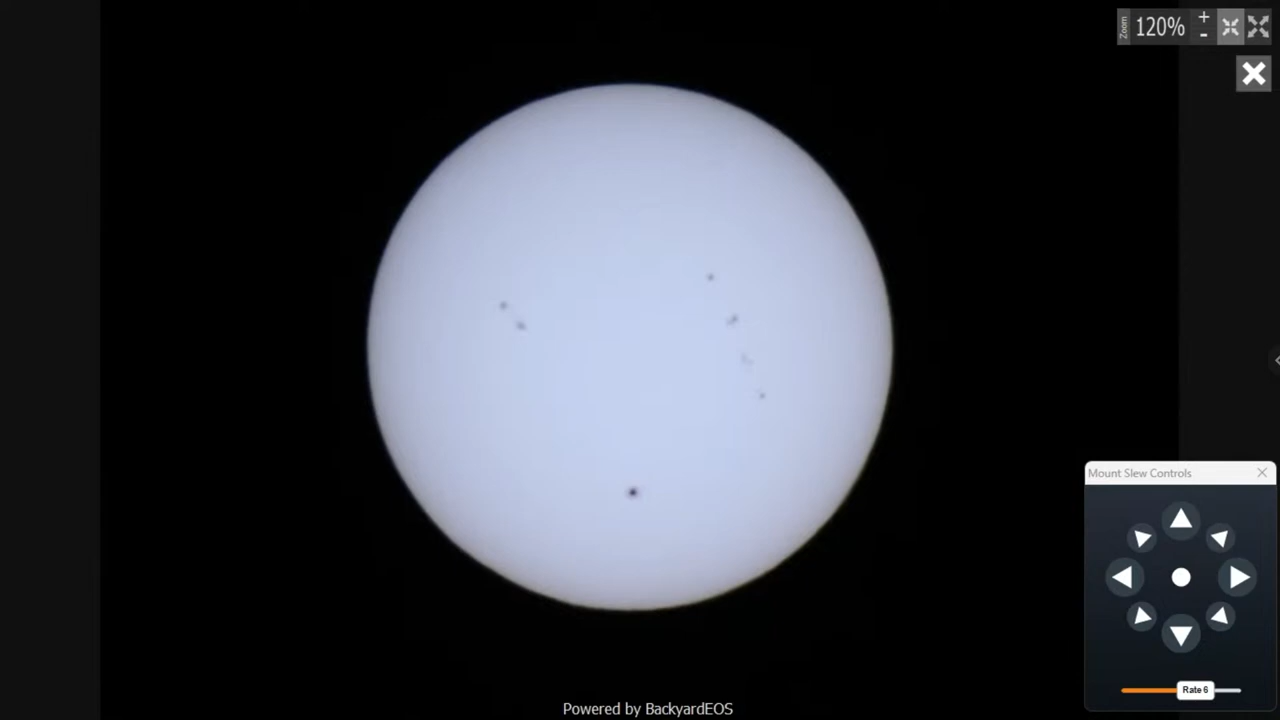 Zoom
120%
+
-
Mount Slew Controls
Rate 6
Powered by BackyardEOS